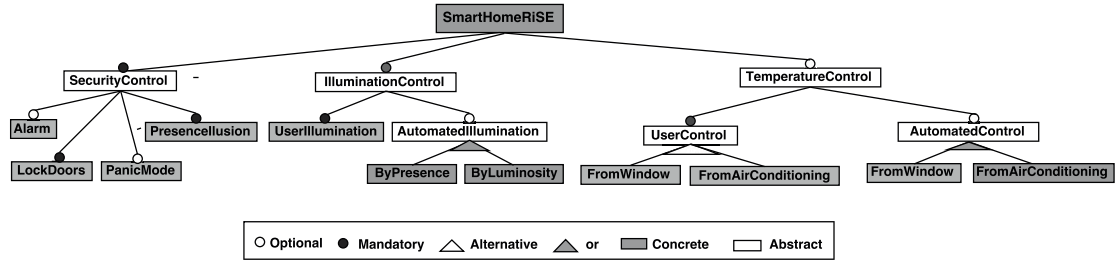 SmartHomeRiSE
SecurityControl
IlluminationControl
TemperatureControl
Alarm
PresenceIlusion
UserIllumination
AutomatedIllumination
UserControl
AutomatedControl
LockDoors
PanicMode
ByPresence
ByLuminosity
FromWindow
FromAirConditioning
FromWindow
FromAirConditioning
Optional Mandatory Alternative or Concrete Abstract